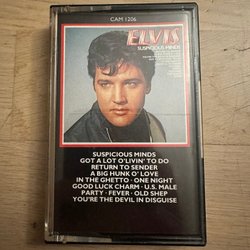 CAM 1206
ELVIS
SUSPICIOUS MINDS
SUSPICIOUS MINDS
GOT A LOT O'LIVIN' TO DO
RETURN TO SENDER
A BIG HUNK O' LOVE
IN THE GHETTO · ONE NIGHT
GOOD LUCK CHARM · U.S. MALE
PARTY · FEVER · OLD SHEP
YOU'RE THE DEVIL IN DISGUISE